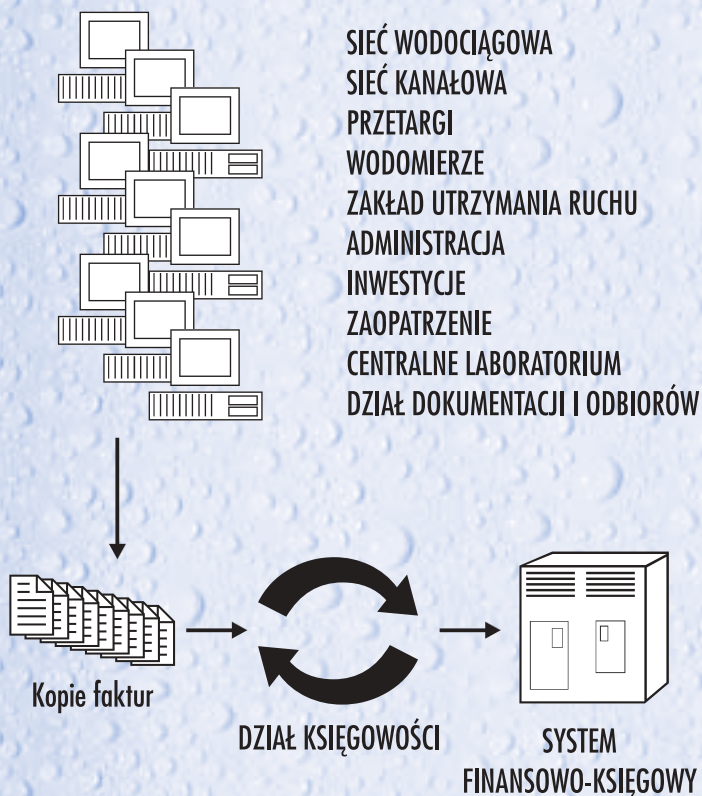 SIEĆ WODOCIĄGOWA
SIEĆ KANAŁOWA
PRZETARGI
WODOMIERZE
ZAKŁAD UTRZYMANIA RUCHU
ADMINISTRACJA
INWESTYCJE
ZAOPATRZENIE
CENTRALNE LABORATORIUM
DZIAŁ DOKUMENTACJI I ODBIORÓW
Kopie faktur
DZIAŁ KSIĘGOWOŚCI
SYSTEM
FINANSOWO-KSIĘGOWY